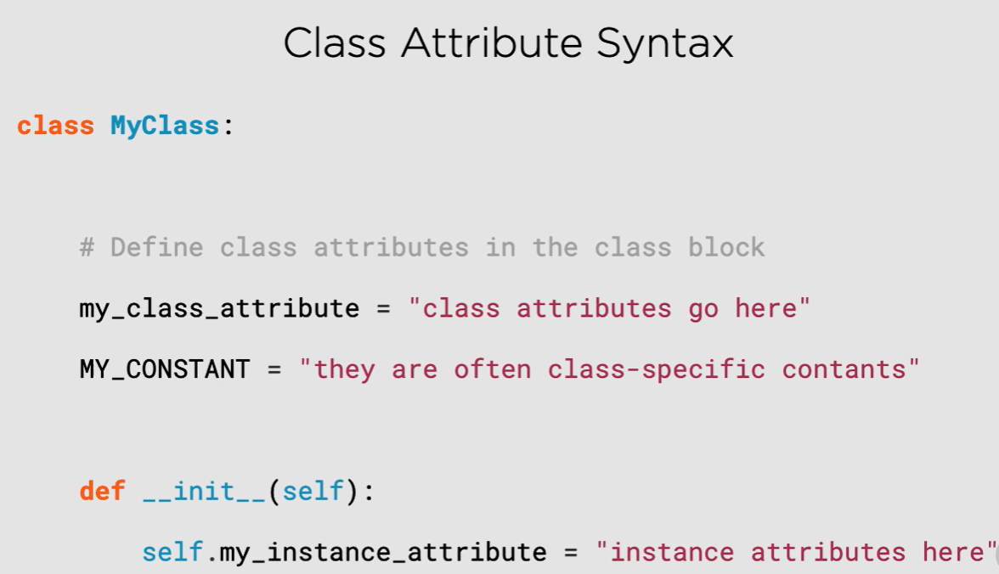 Class Attribute Syntax
class MyClass:
# Define class attributes in the class block
my_class_attribute = "class attributes go here"
MY_CONSTANT = "they are often class-specific contants"
def __init__(self):
self.my_instance_attribute = "instance attributes here"